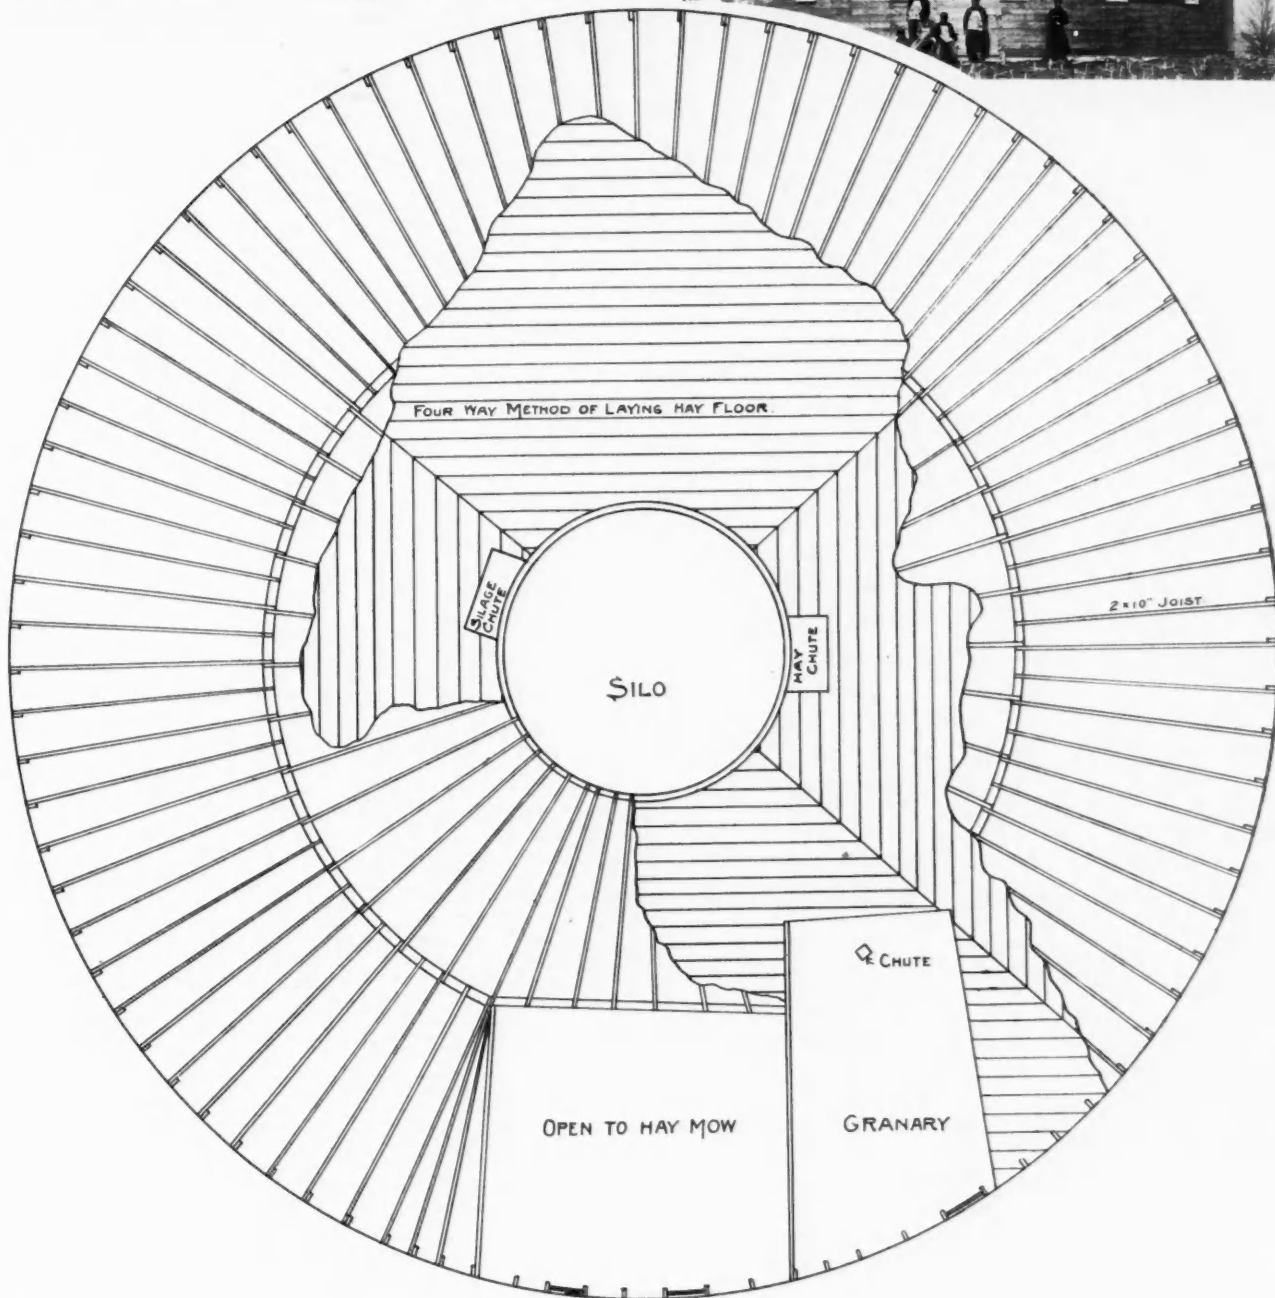 FOUR WAY METHOD OF LAYING HAY FLOOR.
SILAGE
CHUTE
HAY
CHUTE
2×10" JOIST
SILO
CHUTE
OPEN TO HAY MOW
GRANARY